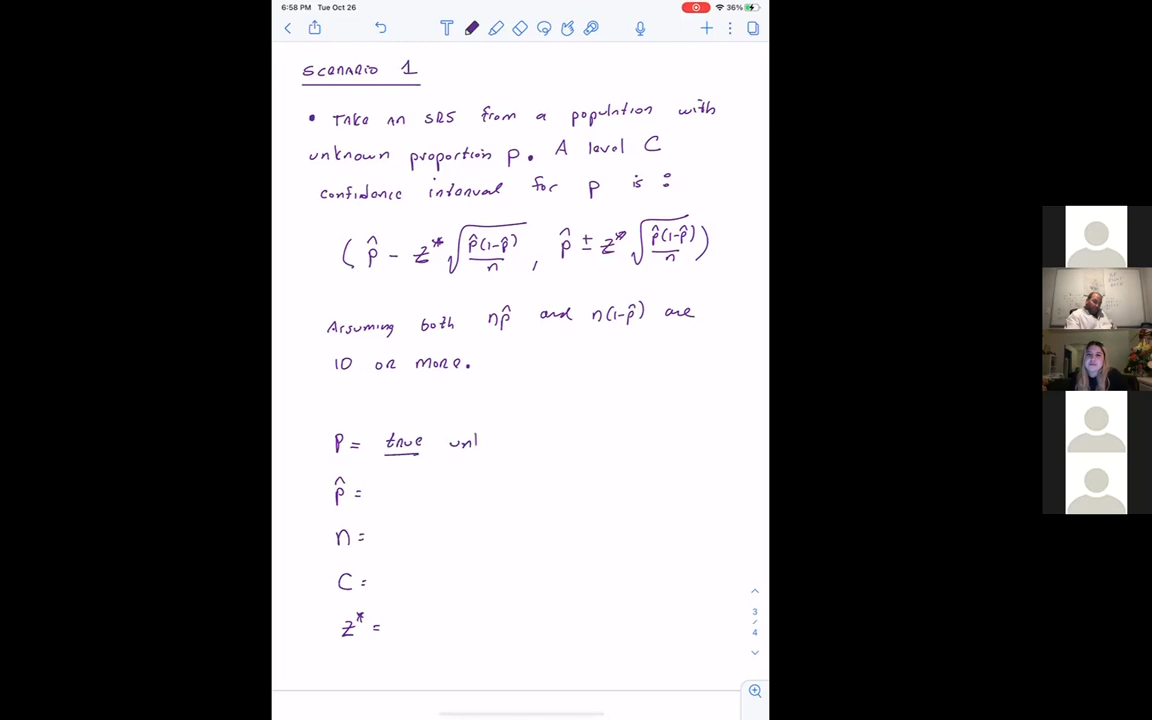 6:58 PM Tue Oct 26
36%
SCENARIO 1
• TAKE AN SRS from a population with
unknown proportion p. A level C
confidence interval for p is :
( p̂ - z* √(p̂(1-p̂)/n) , p̂ ± z* √(p̂(1-p̂)/n) )
Assuming both np̂ and n(1-p̂) are
10 OR MORE.
P = true unl
p̂ =
n =
C =
z* =
3
/
4